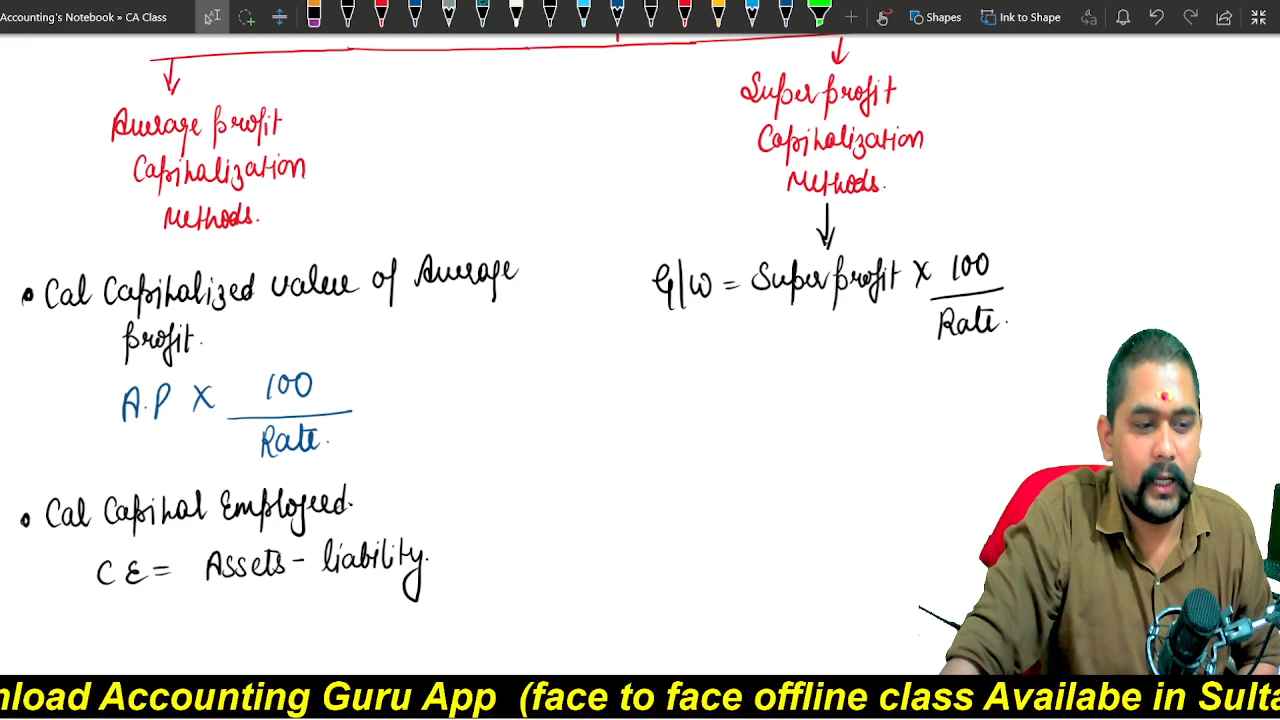 Accounting's Notebook » CA Class
Shapes
Ink to Shape
Average profit
Capitalization
Methods.
Super profit
Capitalization
Methods.
• Cal Capitalized value of Average
profit.
A.P X 100
Rate.
• Cal Capital Employeed.
C E = Assets - liability.
G/W = Super profit X 100
Rate.
nload Accounting Guru App (face to face offline class Availabe in Sulta